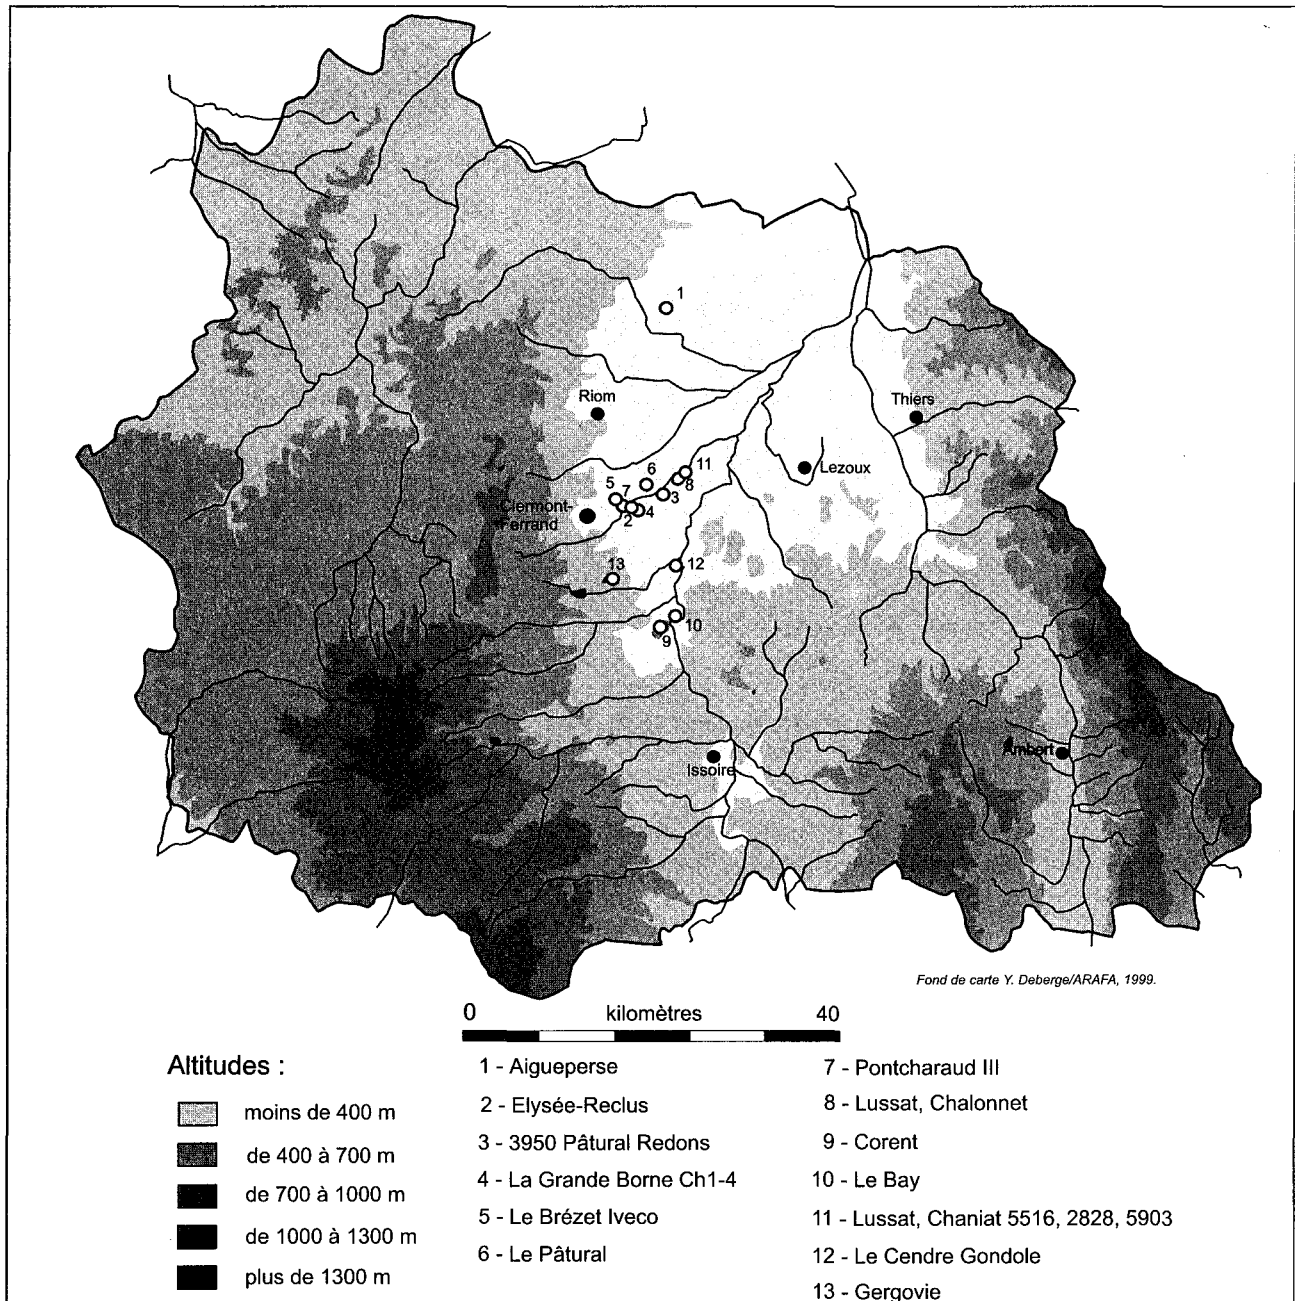 1
Riom
Thiers
Lezoux
11
6
8
5
7
3
Clermont-
Ferrand
2
4
13
12
10
9
Issoire
Ambert
Fond de carte Y. Deberge/ARAFA, 1999.
0 kilomètres 40
Altitudes :
moins de 400 m
de 400 à 700 m
de 700 à 1000 m
de 1000 à 1300 m
plus de 1300 m
1 - Aigueperse
2 - Elysée-Reclus
3 - 3950 Pâtural Redons
4 - La Grande Borne Ch1-4
5 - Le Brézet Iveco
6 - Le Pâtural
7 - Pontcharaud III
8 - Lussat, Chalonnet
9 - Corent
10 - Le Bay
11 - Lussat, Chaniat 5516, 2828, 5903
12 - Le Cendre Gondole
13 - Gergovie